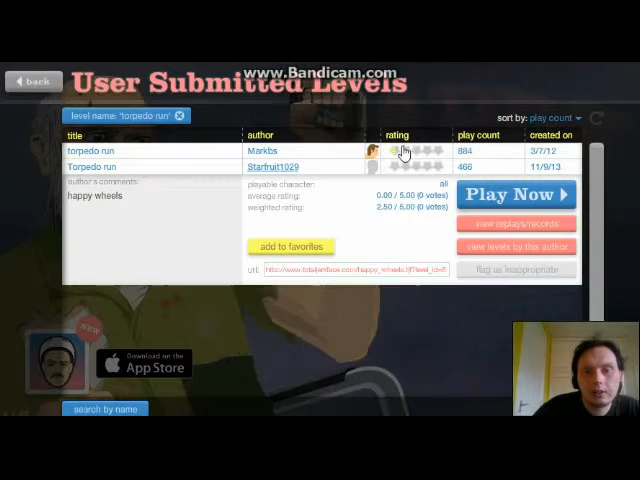 www.Bandicam.com
back
User Submitted Levels
level name: 'torpedo run'
sort by: play count
title author rating play count created on
torpedo run Markbs 884 3/7/12
Torpedo run Starfruit1029 466 11/9/13
author's comments:
happy wheels
playable character: all
average rating: 0.00 / 5.00 (0 votes)
weighted rating: 2.50 / 5.00 (0 votes)
Play Now
view replays/records
add to favorites
view levels by this author
url:
flag as inappropriate
NEW
Download on the
App Store
search by name